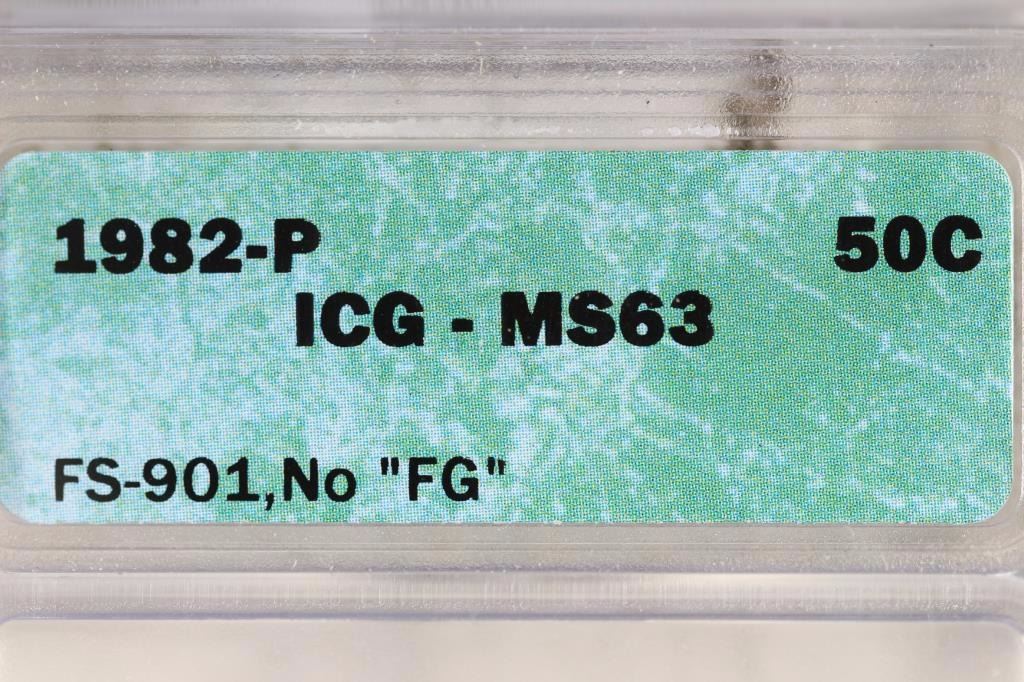 1982-P 50C
ICG - MS63
FS-901,No "FG"